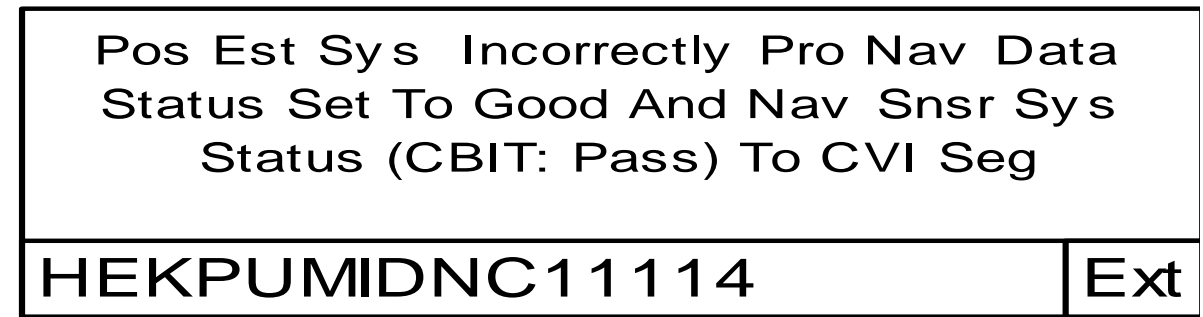 Pos Est Sys Incorrectly Pro Nav Data
Status Set To Good And Nav Snsr Sys
Status (CBIT: Pass) To CVI Seg
HEKPUMIDNC11114 Ext